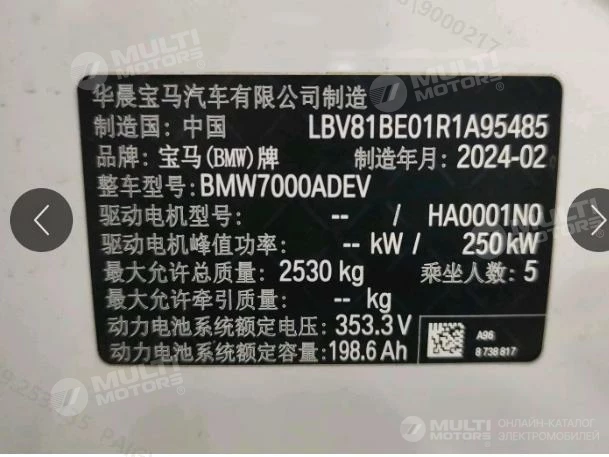 9000217
MULTI MOTORS
MULTI MOTORS
华晨宝马汽车有限公司制造
制造国: 中国 LBV81BE01R1A95485
品牌: 宝马(BMW)牌 制造年月: 2024-02
整车型号: BMW7000ADEV
驱动电机型号: -- / HA0001N0
驱动电机峰值功率: -- kW / 250 kW
最大允许总质量: 2530 kg 乘坐人数: 5
最大允许牵引质量: -- kg
动力电池系统额定电压: 353.3 V
动力电池系统额定容量: 198.6 Ah
A96
8 738 817
MULTI MOTORS
MULTI MOTORS
ОНЛАЙН-КАТАЛОГ
ЭЛЕКТРОМОБИЛЕЙ